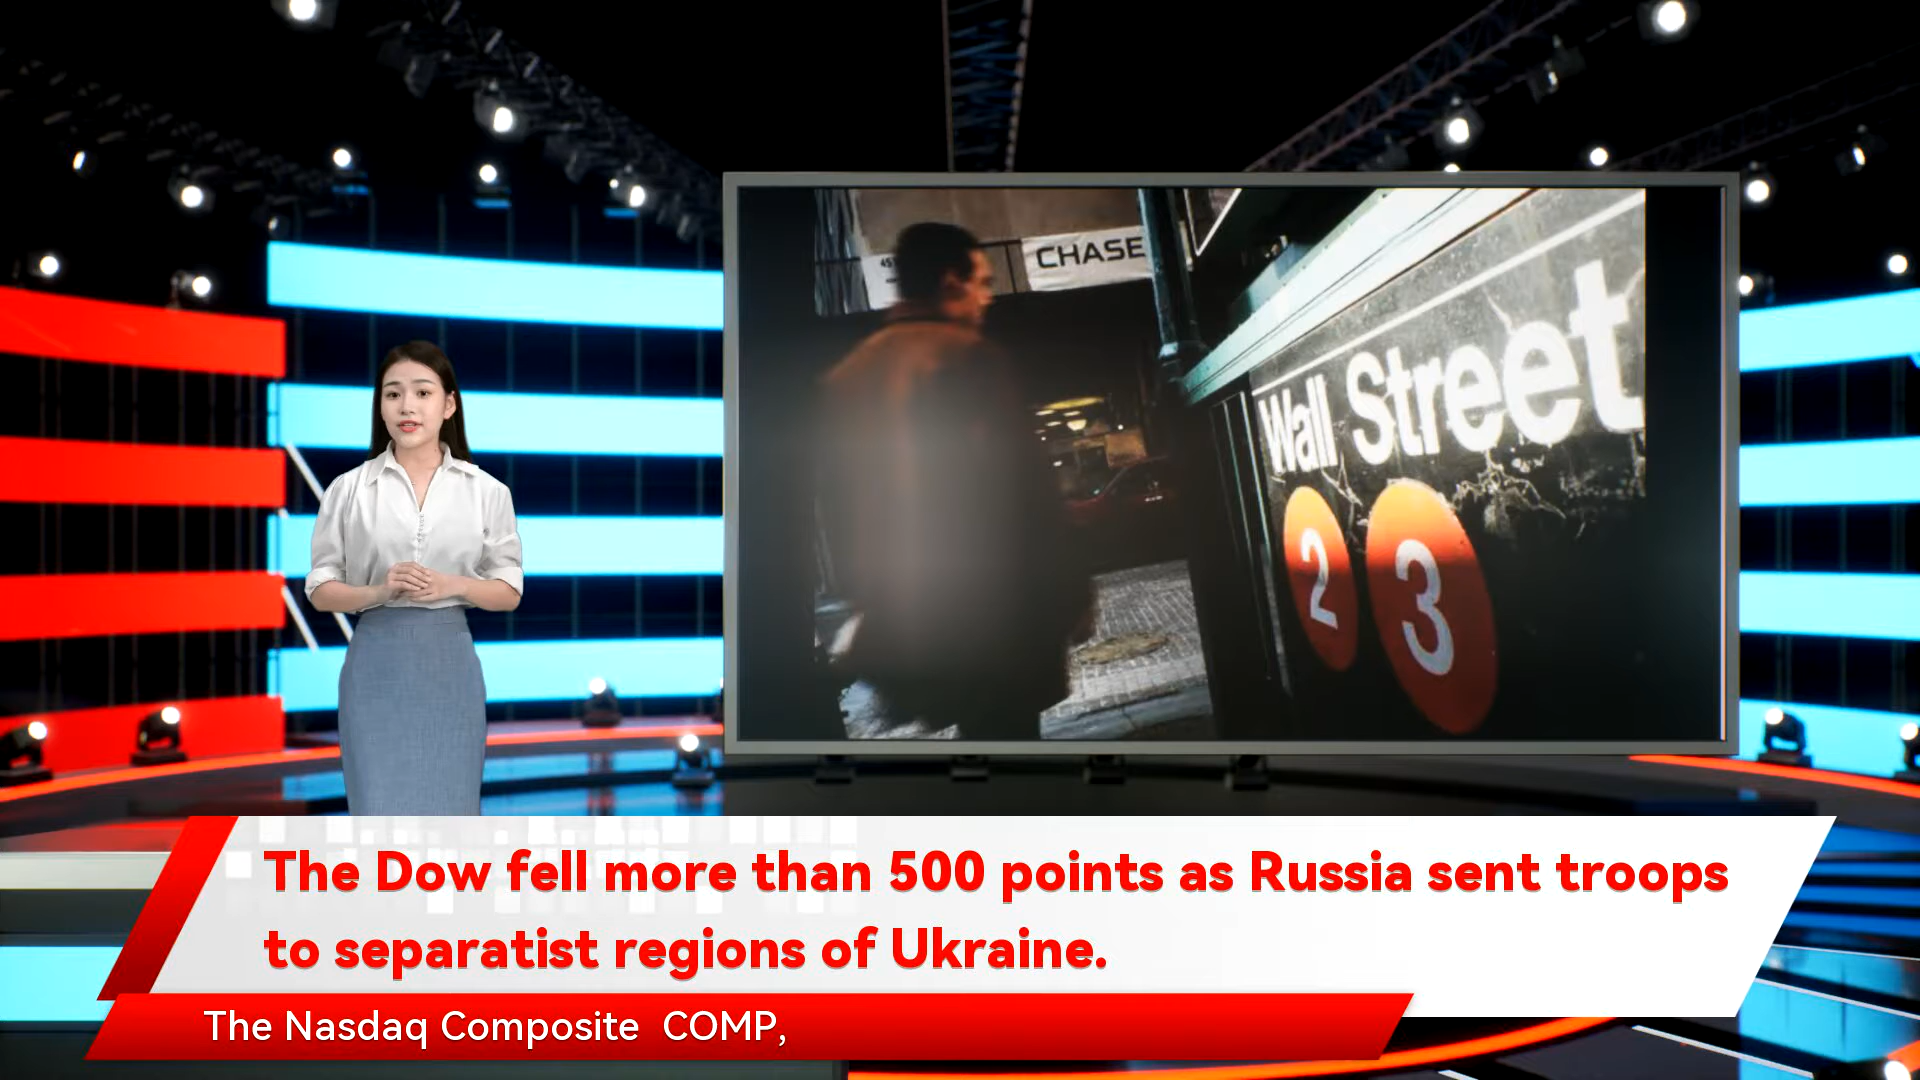 CHASE
45
Wall Street
2 3
The Dow fell more than 500 points as Russia sent troops
to separatist regions of Ukraine.
The Nasdaq Composite  COMP,